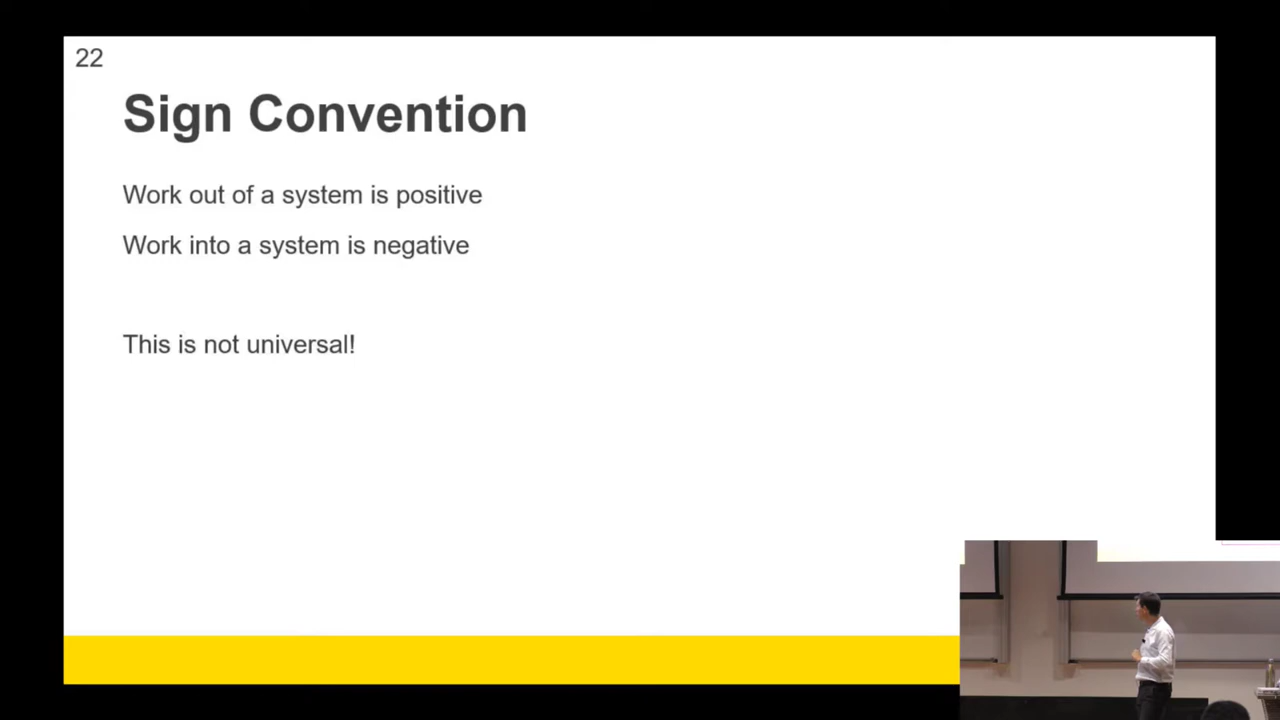 22
Sign Convention
Work out of a system is positive
Work into a system is negative
This is not universal!